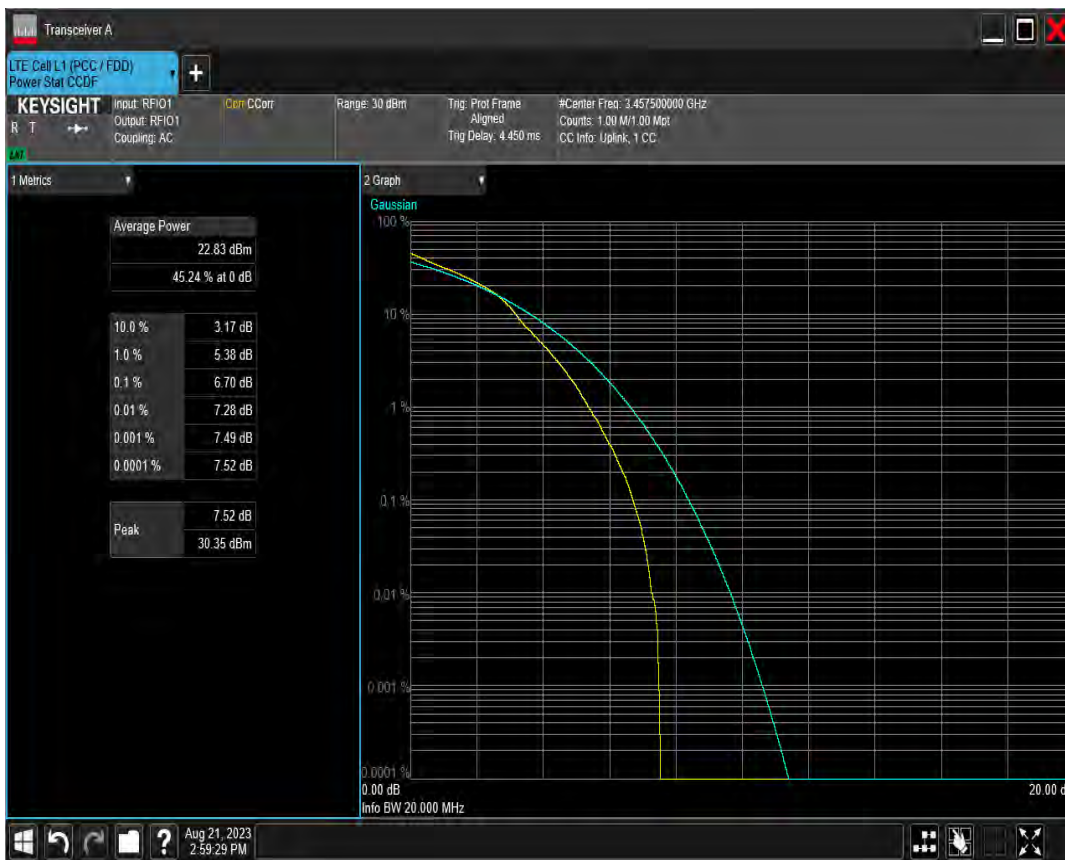 Transceiver A
LTE Cell L1 (PCC / FDD)
Power Stat CCDF
+
KEYSIGHT
R T
LNI
Input: RFIO1
Output: RFIO1
Coupling: AC
Corr CCorr
Range: 30 dBm
Trig: Prot Frame
Aligned
Trig Delay: 4.450 ms
#Center Freq: 3.457500000 GHz
Counts: 1.00 M/1.00 Mpt
CC Info: Uplink, 1 CC
1 Metrics
Average Power
22.83 dBm
45.24 % at 0 dB
10.0 % 3.17 dB
1.0 % 5.38 dB
0.1 % 6.70 dB
0.01 % 7.28 dB
0.001 % 7.49 dB
0.0001 % 7.52 dB
Peak
7.52 dB
30.35 dBm
2 Graph
Gaussian
100 %
10 %
1 %
0.1 %
0.01 %
0.001 %
0.0001 %
0.00 dB
20.00 d
Info BW 20.000 MHz
?
Aug 21, 2023
2:59:29 PM